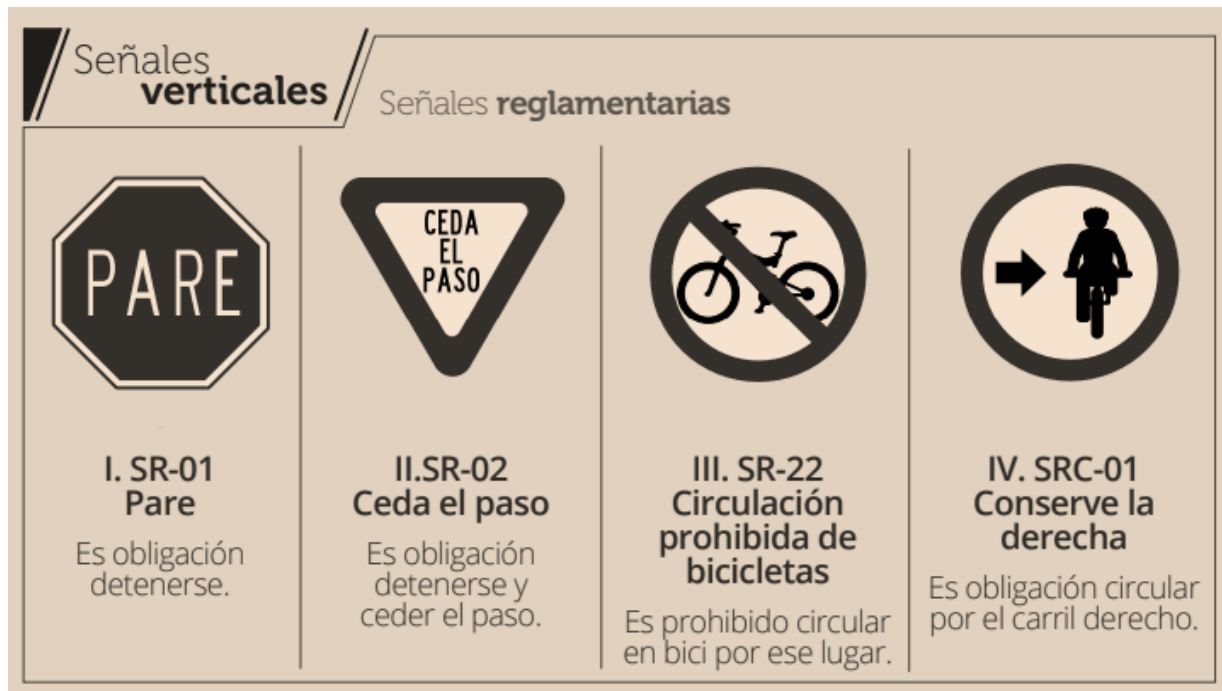 Señales
verticales
Señales reglamentarias
PARE
CEDA
EL
PASO
I. SR-01
Pare
Es obligación
detenerse.
II.SR-02
Ceda el paso
Es obligación
detenerse y
ceder el paso.
III. SR-22
Circulación
prohibida de
bicicletas
Es prohibido circular
en bici por ese lugar.
IV. SRC-01
Conserve la
derecha
Es obligación circular
por el carril derecho.